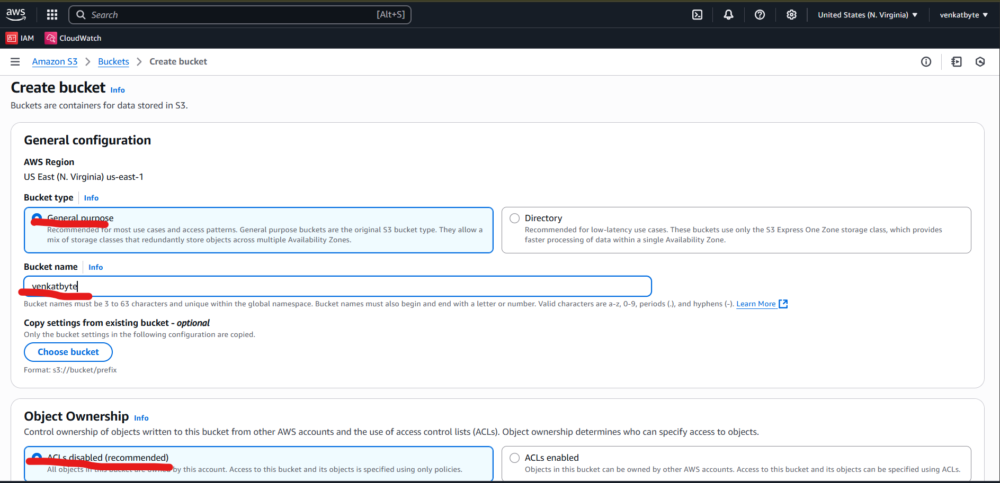 aws
Search [Alt+S] United States (N. Virginia) venkatbyte
IAM CloudWatch
Amazon S3 Buckets Create bucket
Create bucket Info
Buckets are containers for data stored in S3.
General configuration
AWS Region
US East (N. Virginia) us-east-1
Bucket type Info
General purpose
Recommended for most use cases and access patterns. General purpose buckets are the original S3 bucket type. They allow a
mix of storage classes that redundantly store objects across multiple Availability Zones.
Directory
Recommended for low-latency use cases. These buckets use only the S3 Express One Zone storage class, which provides
faster processing of data within a single Availability Zone.
Bucket name Info
venkatbyte
Bucket names must be 3 to 63 characters and unique within the global namespace. Bucket names must also begin and end with a letter or number. Valid characters are a-z, 0-9, periods (.), and hyphens (-). Learn More
Copy settings from existing bucket - optional
Only the bucket settings in the following configuration are copied.
Choose bucket
Format: s3://bucket/prefix
Object Ownership Info
Control ownership of objects written to this bucket from other AWS accounts and the use of access control lists (ACLs). Object ownership determines who can specify access to objects.
ACLs disabled (recommended)
All objects in this bucket are owned by this account. Access to this bucket and its objects is specified using only policies.
ACLs enabled
Objects in this bucket can be owned by other AWS accounts. Access to this bucket and its objects can be specified using ACLs.